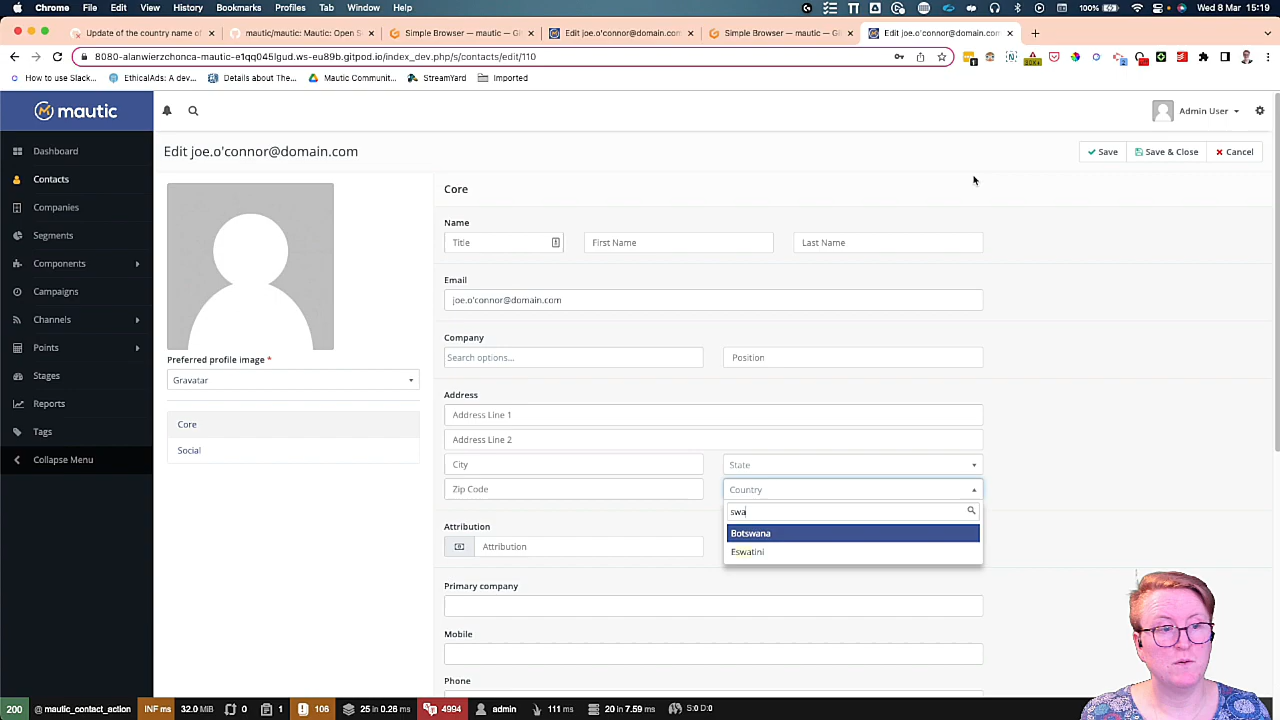 Chrome File Edit View History Bookmarks Profiles Tab Window Help 100% Wed 8 Mar 15:19
Update of the country name of
mautic/mautic: Mautic: Open S
Simple Browser — mautic — Git
Edit joe.o'connor@domain.com
Simple Browser — mautic — Git
Edit joe.o'connor@domain.com
8080-alanwierzchonca-mautic-e1qq045lgud.ws-eu89b.gitpod.io/index_dev.php/s/contacts/edit/110
How to use Slack... EthicalAds: A dev... Details about The... Mautic Communit... StreamYard Imported
mautic
Admin User
Edit joe.o'connor@domain.com
Save
Save & Close
Cancel
Dashboard
Contacts
Companies
Segments
Components
Campaigns
Channels
Points
Stages
Reports
Tags
Collapse Menu
Preferred profile image *
Gravatar
Core
Social
Core
Name
Title
First Name
Last Name
Email
joe.o'connor@domain.com
Company
Search options...
Position
Address
Address Line 1
Address Line 2
City
State
Zip Code
Country
swa
Botswana
Eswatini
Attribution
Attribution
Primary company
Mobile
Phone
200 @ mautic_contact_action INF ms 32.0 MiB 0 1 106 25 in 0.26 ms 4994 admin 111 ms 20 in 7.59 ms S:0 D:0